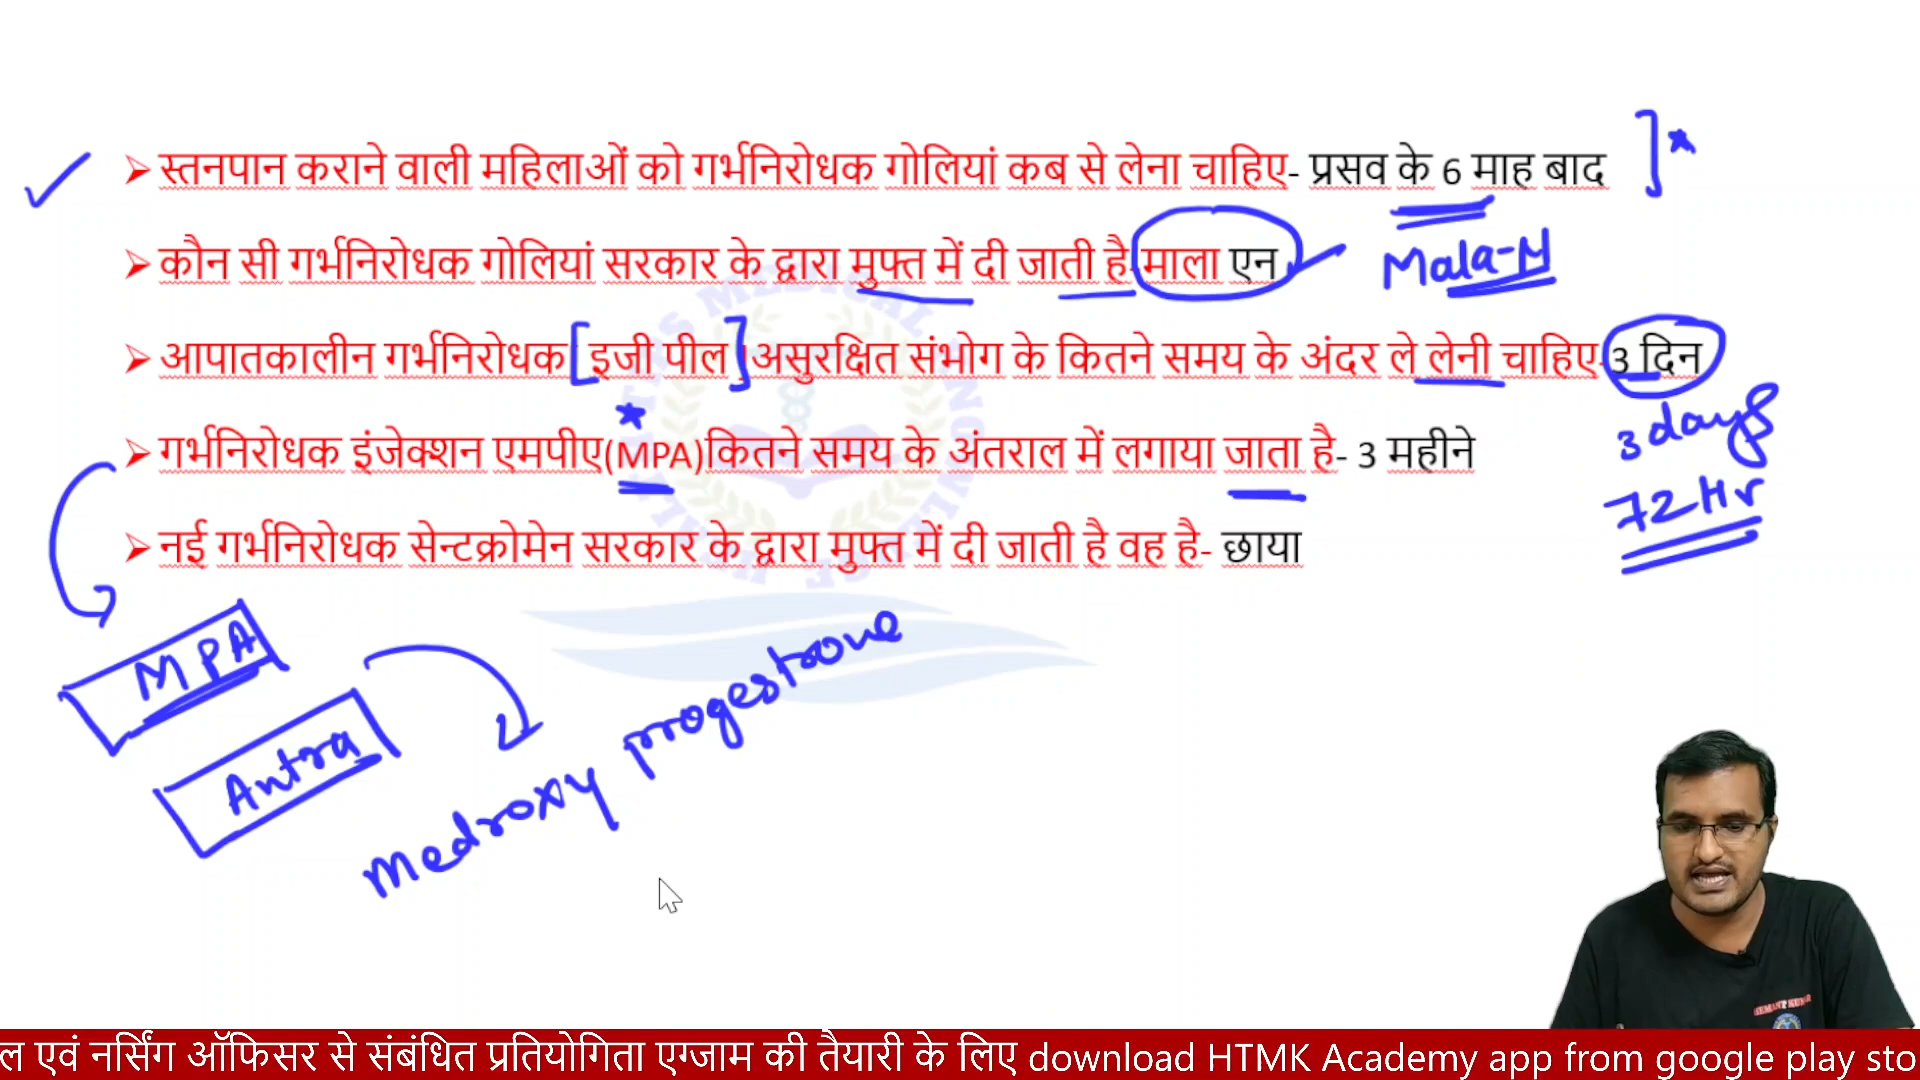 ➢ स्तनपान कराने वाली महिलाओं को गर्भनिरोधक गोलियां कब से लेना चाहिए- प्रसव के 6 माह बाद ]★
➢ कौन सी गर्भनिरोधक गोलियां सरकार के द्वारा मुफ्त में दी जाती है- माला एन
Mala-N
➢ आपातकालीन गर्भनिरोधक [इजी पील] असुरक्षित संभोग के कितने समय के अंदर ले लेनी चाहिए- 3 दिन
3 days
72 Hr
➢ गर्भनिरोधक इंजेक्शन एमपीए(MPA)कितने समय के अंतराल में लगाया जाता है- 3 महीने
➢ नई गर्भनिरोधक सेन्टक्रोमेन सरकार के द्वारा मुफ्त में दी जाती है वह है- छाया
MPA
Antra
Medroxy progestrone
HEMANT KUMAR
ल एवं नर्सिंग ऑफिसर से संबंधित प्रतियोगिता एग्जाम की तैयारी के लिए download HTMK Academy app from google play sto